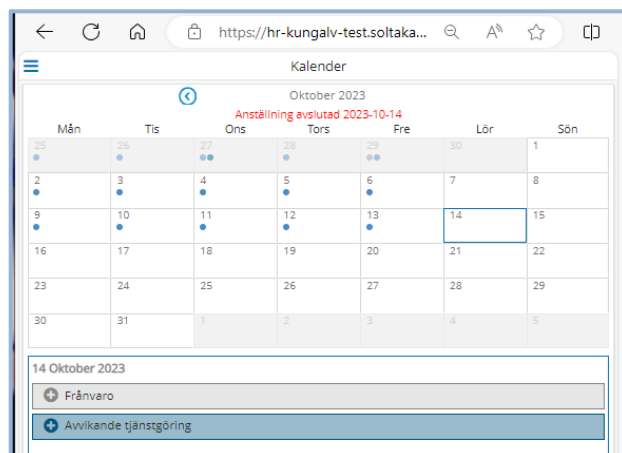 https://hr-kungalv-test.soltaka...
Kalender
Oktober 2023
Anställning avslutad 2023-10-14
Mån Tis Ons Tors Fre Lör Sön
25 26 27 28 29 30 1
2 3 4 5 6 7 8
9 10 11 12 13 14 15
16 17 18 19 20 21 22
23 24 25 26 27 28 29
30 31 1 2 3 4 5
14 Oktober 2023
Frånvaro
Avvikande tjänstgöring